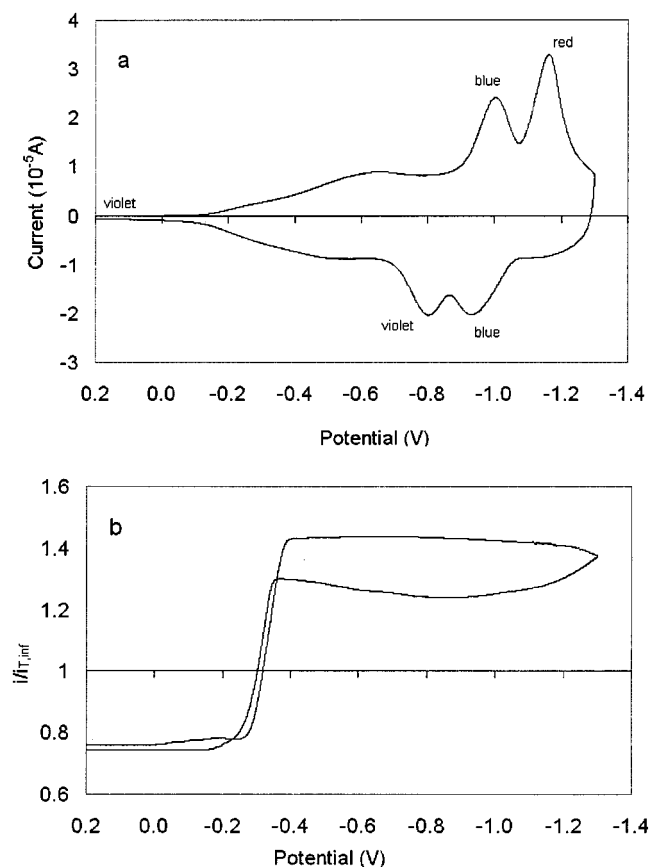 a
4
3
2
1
0
-1
-2
-3
Current (10⁻⁵A)
violet
blue
red
violet
blue
0.2 0.0 -0.2 -0.4 -0.6 -0.8 -1.0 -1.2 -1.4
Potential (V)
b
1.6
1.4
1.2
1
0.8
0.6
i/iT,inf
0.2 0.0 -0.2 -0.4 -0.6 -0.8 -1.0 -1.2 -1.4
Potential (V)